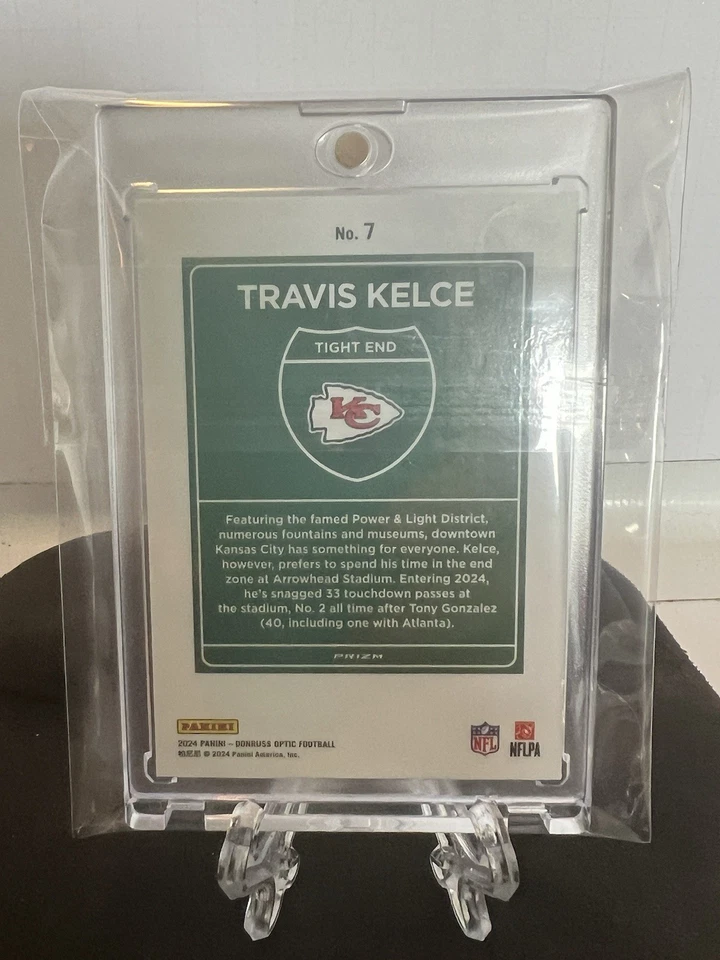 No. 7
TRAVIS KELCE
TIGHT END
KC
Featuring the famed Power & Light District,
numerous fountains and museums, downtown
Kansas City has something for everyone. Kelce,
however, prefers to spend his time in the end
zone at Arrowhead Stadium. Entering 2024,
he's snagged 33 touchdown passes at
the stadium, No. 2 all time after Tony Gonzalez
(40, including one with Atlanta).
PRIZM
PANINI
2024 PANINI – DONRUSS OPTIC FOOTBALL
© 2024 Panini America, Inc.
NFL
NFLPA